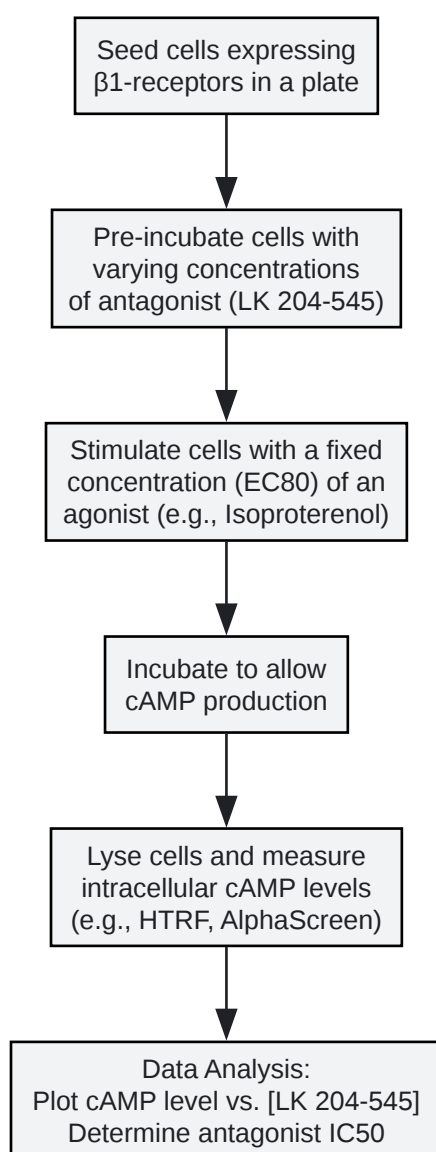 Seed cells expressing
β1-receptors in a plate
Pre-incubate cells with
varying concentrations
of antagonist (LK 204-545)
Stimulate cells with a fixed
concentration (EC80) of an
agonist (e.g., Isoproterenol)
Incubate to allow
cAMP production
Lyse cells and measure
intracellular cAMP levels
(e.g., HTRF, AlphaScreen)
Data Analysis:
Plot cAMP level vs. [LK 204-545]
Determine antagonist IC50